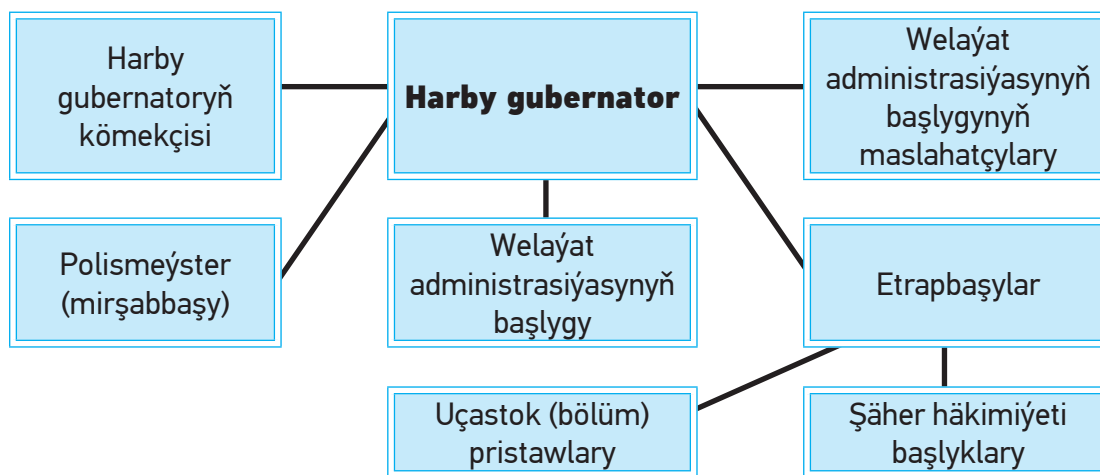 Harby
gubernatoryň
kömekçisi
Harby gubernator
Welaýat
administrasiýasynyň
başlygynyň
maslahatçylary
Polismeýster
(mirşabbaşy)
Welaýat
administrasiýasynyň
başlygy
Etrapbaşylar
Uçastok (bölüm)
pristawlary
Şäher häkimiýeti
başlyklary